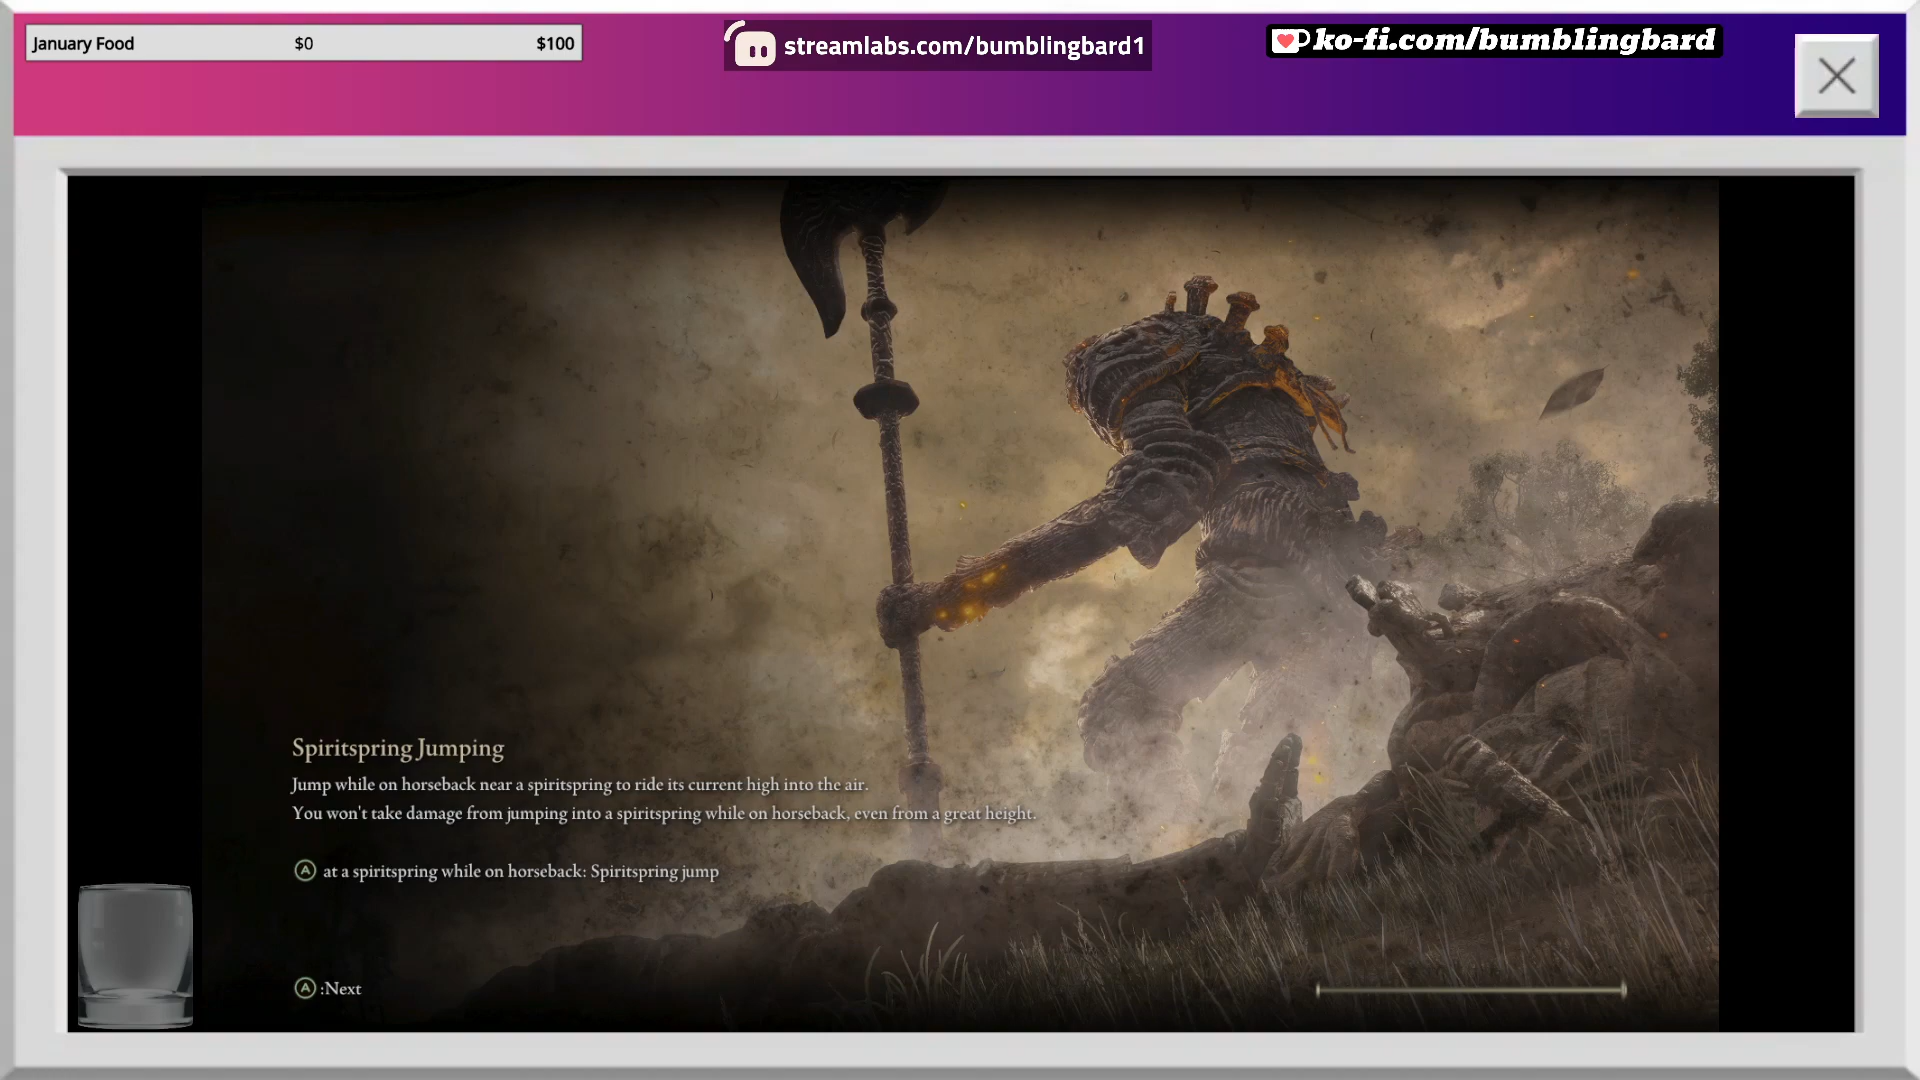 January Food $0 $100
streamlabs.com/bumblingbard1
ko-fi.com/bumblingbard
Spiritspring Jumping
Jump while on horseback near a spiritspring to ride its current high into the air.
You won't take damage from jumping into a spiritspring while on horseback, even from a great height.
A at a spiritspring while on horseback: Spiritspring jump
A :Next